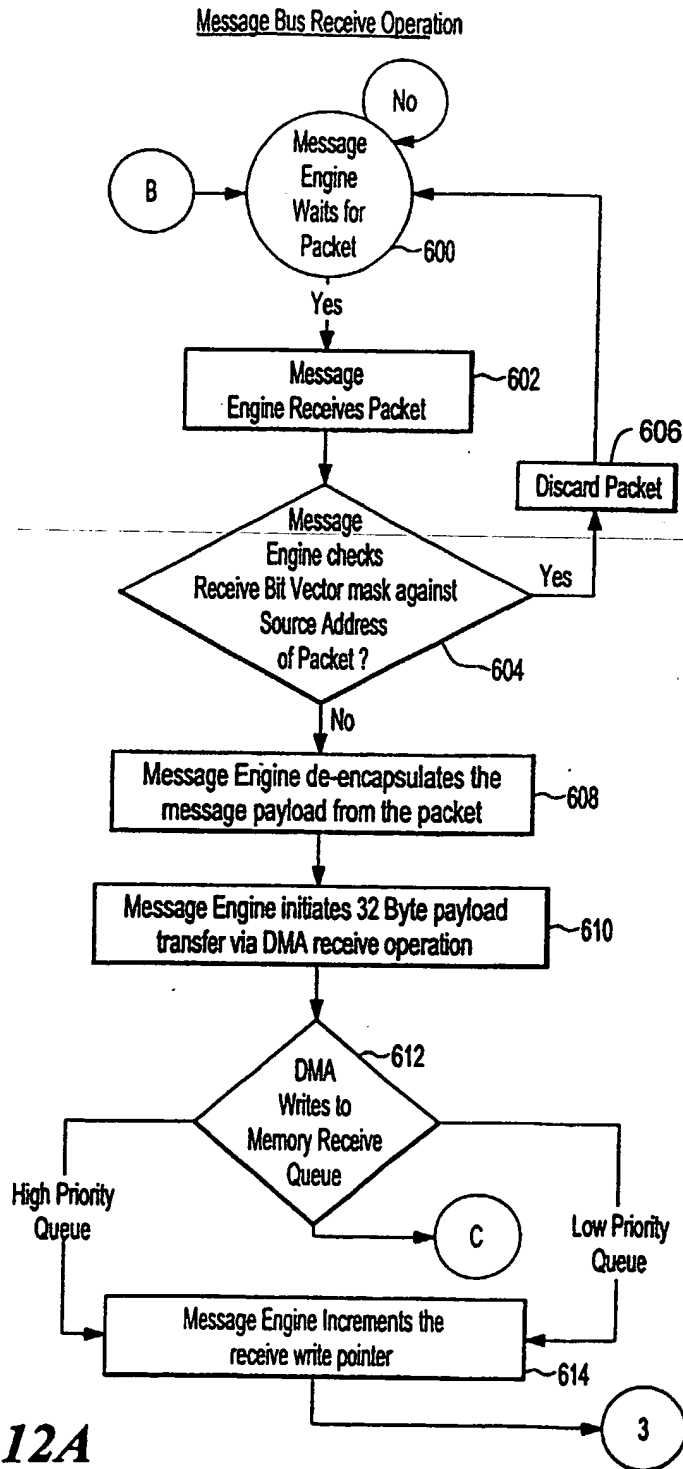 Message Bus Receive Operation
No
Message
Engine
Waits for
Packet
B
600
Yes
Message
Engine Receives Packet
602
606
Discard Packet
Message
Engine checks
Receive Bit Vector mask against
Source Address
of Packet ?
Yes
604
No
Message Engine de-encapsulates the
message payload from the packet
608
Message Engine initiates 32 Byte payload
transfer via DMA receive operation
610
612
DMA
Writes to
Memory Receive
Queue
High Priority
Queue
C
Low Priority
Queue
Message Engine Increments the
receive write pointer
614
3
12A